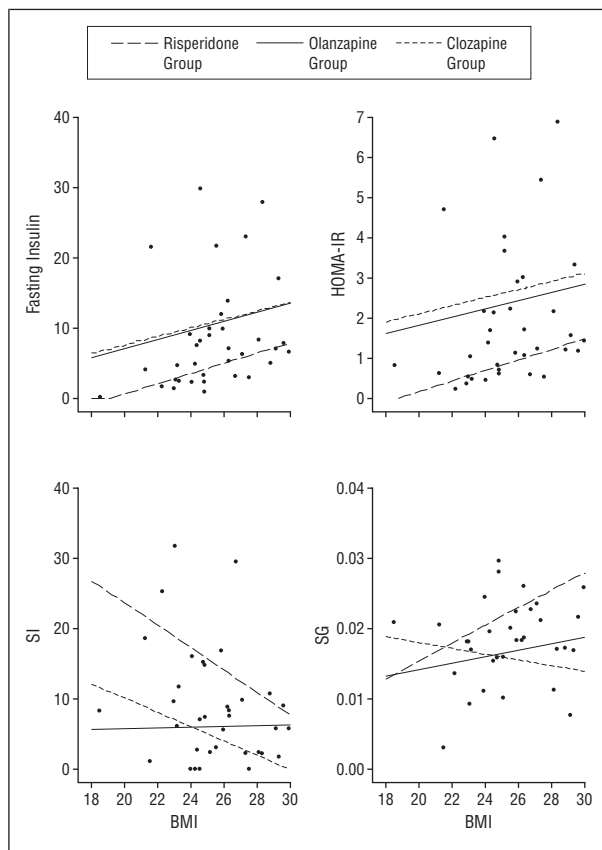 Risperidone Group
Olanzapine Group
Clozapine Group
Fasting Insulin
40
30
20
10
0
HOMA-IR
7
6
5
4
3
2
1
0
SI
40
30
20
10
0
18 20 22 24 26 28 30
BMI
SG
0.04
0.03
0.02
0.01
0.00
18 20 22 24 26 28 30
BMI